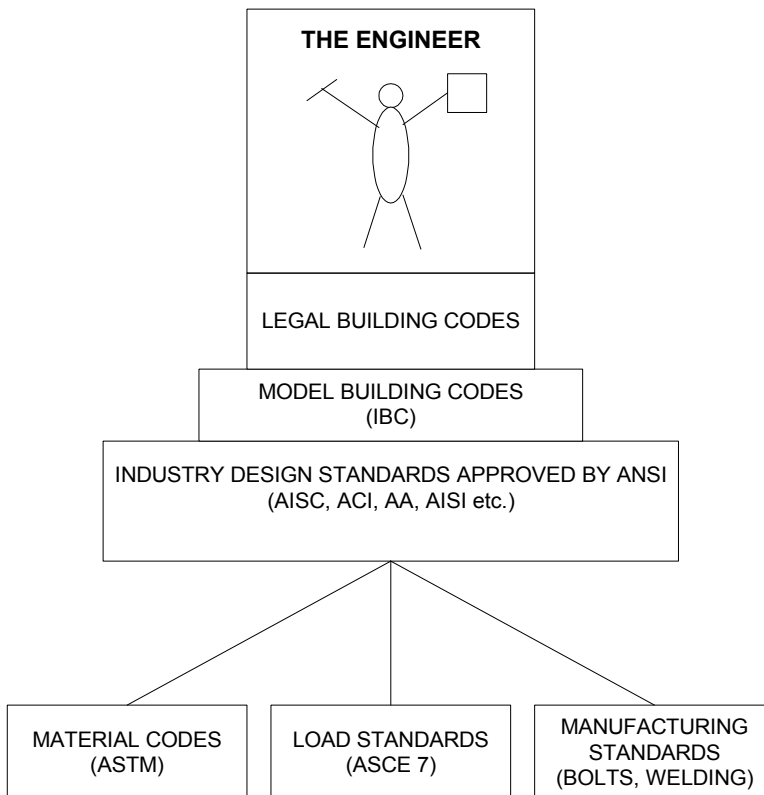 THE ENGINEER
LEGAL BUILDING CODES
MODEL BUILDING CODES
(IBC)
INDUSTRY DESIGN STANDARDS APPROVED BY ANSI
(AISC, ACI, AA, AISI etc.)
MATERIAL CODES
(ASTM)
LOAD STANDARDS
(ASCE 7)
MANUFACTURING
STANDARDS
(BOLTS, WELDING)